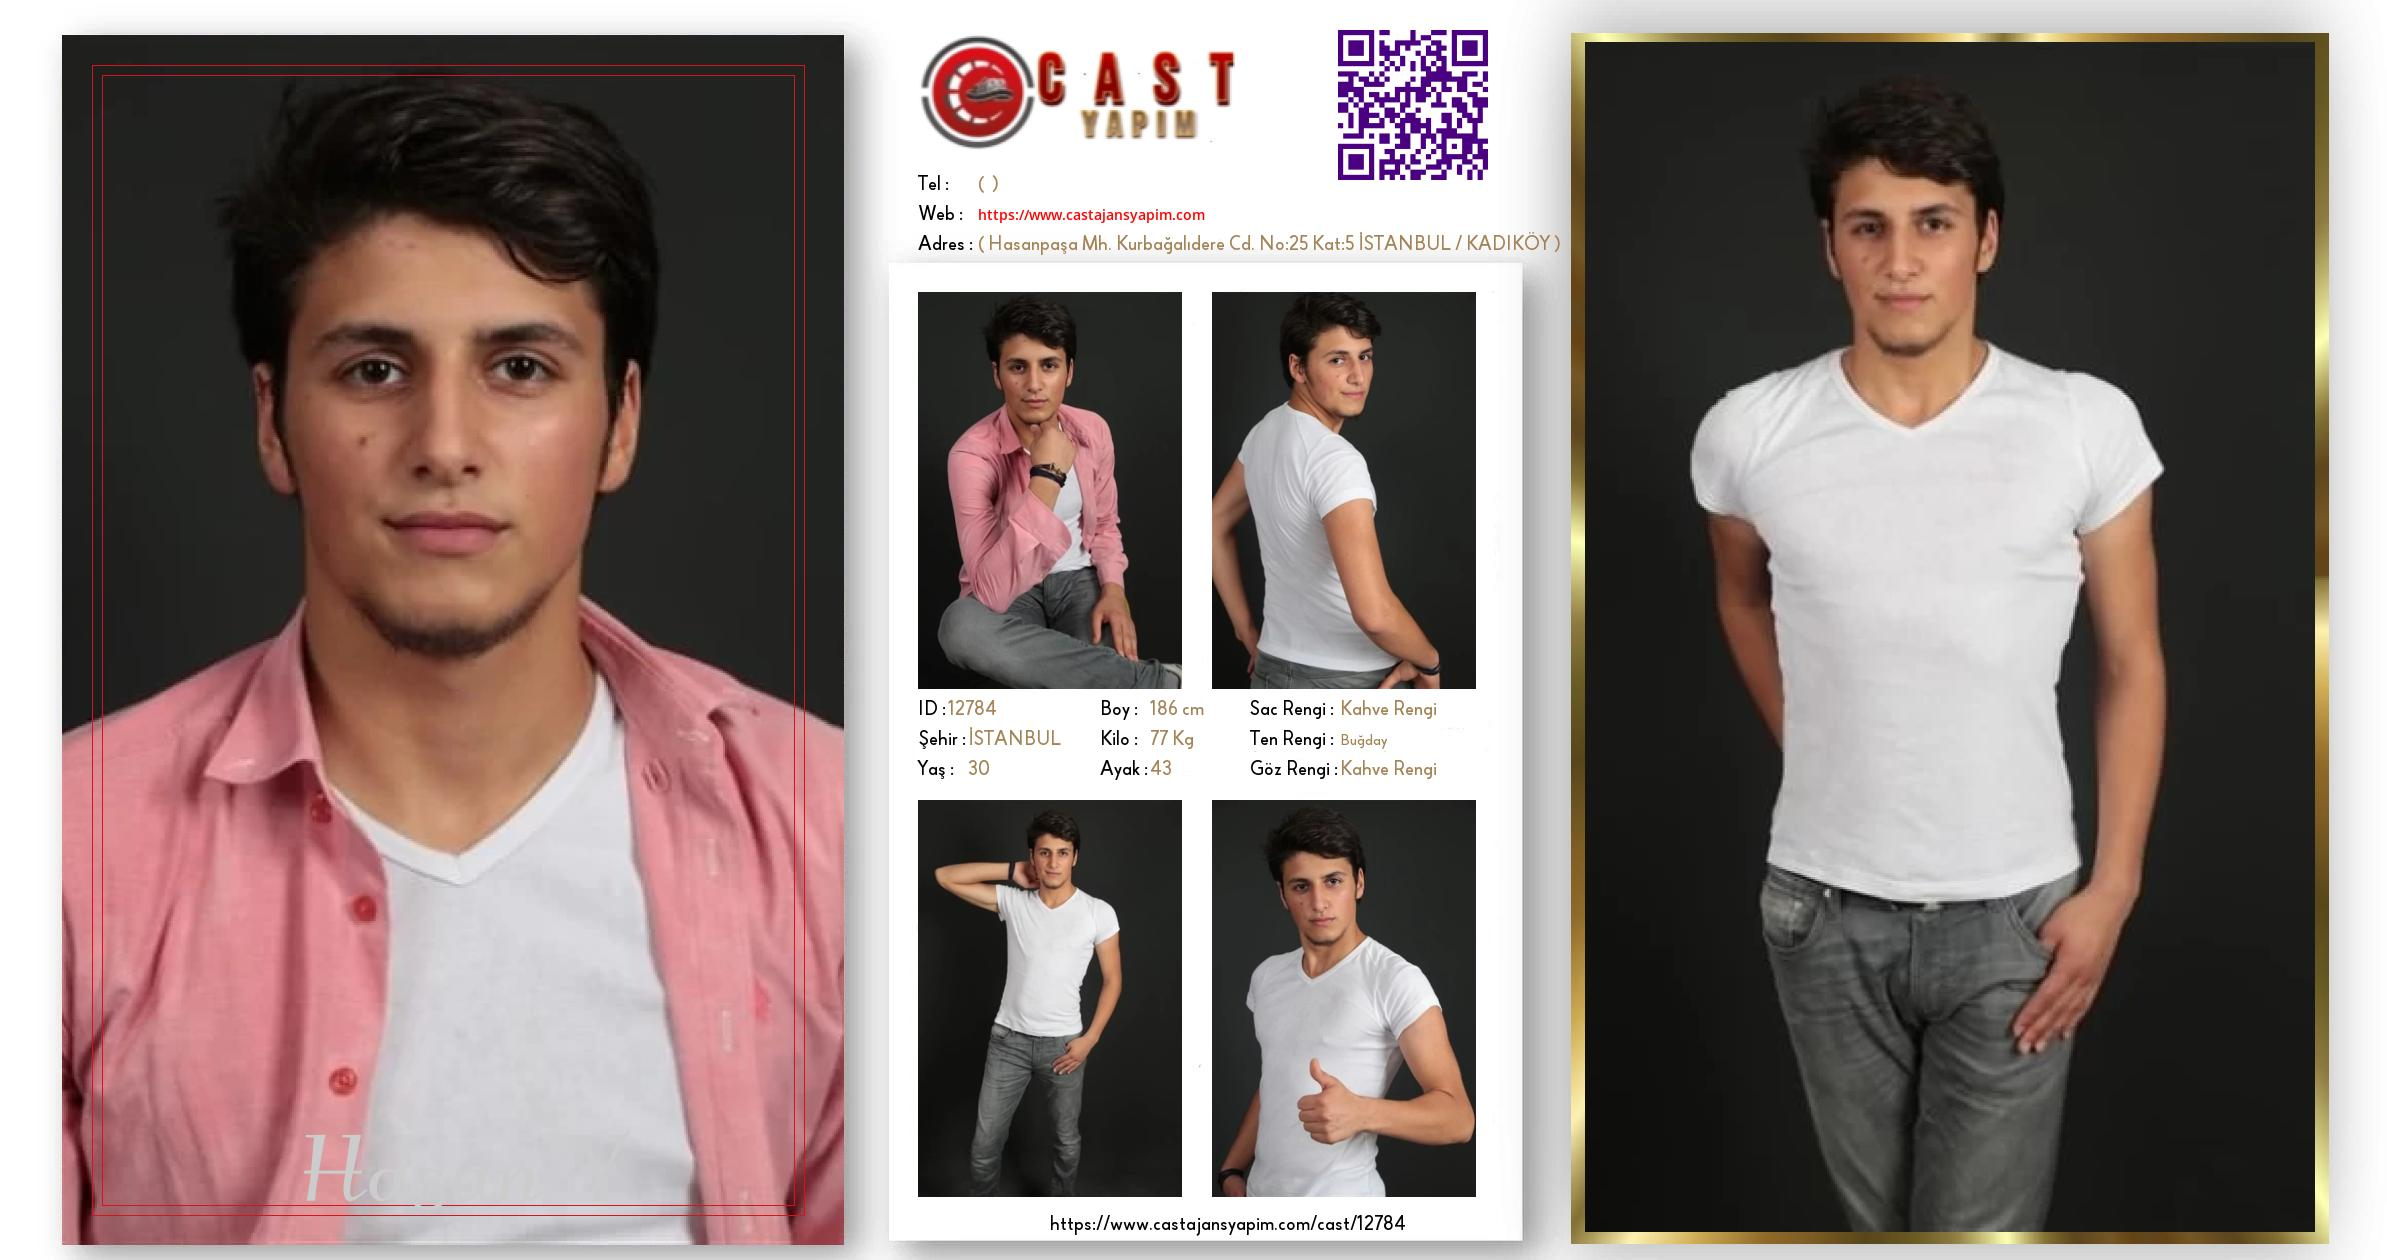 CAST
YAPIM
Tel : ( )
Web : https://www.castajansyapim.com
Adres : ( Hasanpaşa Mh. Kurbağalıdere Cd. No:25 Kat:5 İSTANBUL / KADIKÖY )
ID : 12784 Boy : 186 cm Sac Rengi : Kahve Rengi
Şehir : İSTANBUL Kilo : 77 Kg Ten Rengi : Buğday
Yaş : 30 Ayak : 43 Göz Rengi : Kahve Rengi
https://www.castajansyapim.com/cast/12784